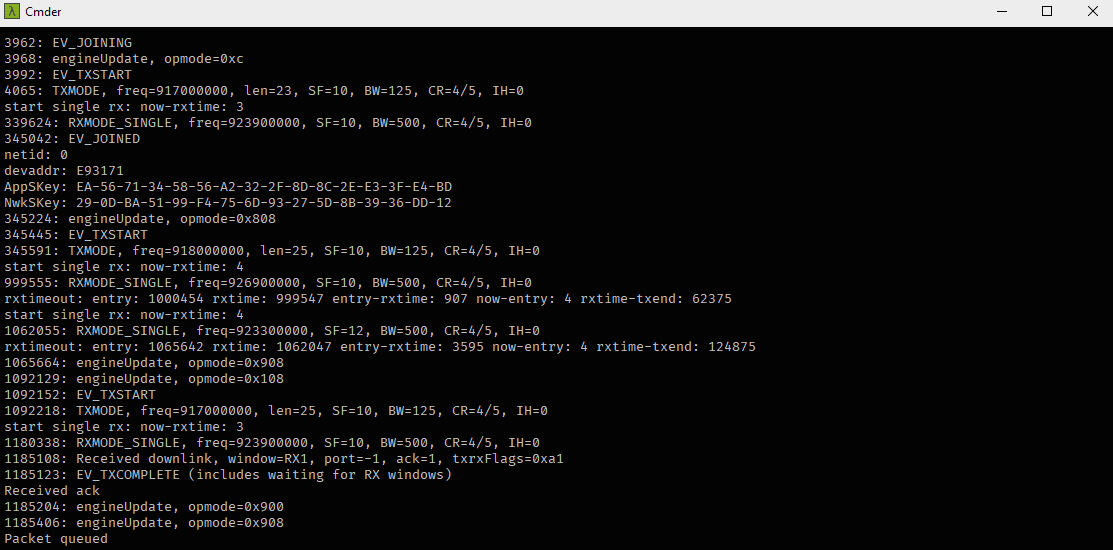 λ Cmder
3962: EV_JOINING
3968: engineUpdate, opmode=0xc
3992: EV_TXSTART
4065: TXMODE, freq=917000000, len=23, SF=10, BW=125, CR=4/5, IH=0
start single rx: now-rxtime: 3
339624: RXMODE_SINGLE, freq=923900000, SF=10, BW=500, CR=4/5, IH=0
345042: EV_JOINED
netid: 0
devaddr: E93171
AppSKey: EA-56-71-34-58-56-A2-32-2F-8D-8C-2E-E3-3F-E4-BD
NwkSKey: 29-0D-BA-51-99-F4-75-6D-93-27-5D-8B-39-36-DD-12
345224: engineUpdate, opmode=0x808
345445: EV_TXSTART
345591: TXMODE, freq=918000000, len=25, SF=10, BW=125, CR=4/5, IH=0
start single rx: now-rxtime: 4
999555: RXMODE_SINGLE, freq=926900000, SF=10, BW=500, CR=4/5, IH=0
rxtimeout: entry: 1000454 rxtime: 999547 entry-rxtime: 907 now-entry: 4 rxtime-txend: 62375
start single rx: now-rxtime: 4
1062055: RXMODE_SINGLE, freq=923300000, SF=12, BW=500, CR=4/5, IH=0
rxtimeout: entry: 1065642 rxtime: 1062047 entry-rxtime: 3595 now-entry: 4 rxtime-txend: 124875
1065664: engineUpdate, opmode=0x908
1092129: engineUpdate, opmode=0x108
1092152: EV_TXSTART
1092218: TXMODE, freq=917000000, len=25, SF=10, BW=125, CR=4/5, IH=0
start single rx: now-rxtime: 3
1180338: RXMODE_SINGLE, freq=923900000, SF=10, BW=500, CR=4/5, IH=0
1185108: Received downlink, window=RX1, port=-1, ack=1, txrxFlags=0xa1
1185123: EV_TXCOMPLETE (includes waiting for RX windows)
Received ack
1185204: engineUpdate, opmode=0x900
1185406: engineUpdate, opmode=0x908
Packet queued